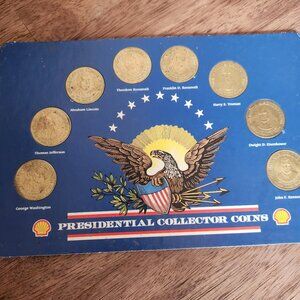 George Washington
Thomas Jefferson
Abraham Lincoln
Theodore Roosevelt
Franklin D. Roosevelt
Harry S. Truman
Dwight D. Eisenhower
John F. Kennedy
PRESIDENTIAL COLLECTOR COINS